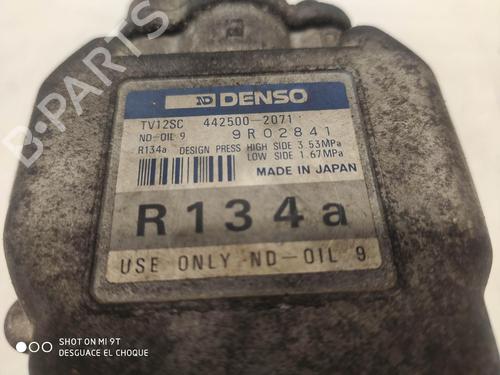 ND DENSO
TV12SC 442500-2071
ND-OIL 9 9R02841
R134a DESIGN PRESS HIGH SIDE 3.53MPa
LOW SIDE 1.67MPa
MADE IN JAPAN
R134a
USE ONLY ND-OIL 9
SHOT ON MI 9T
DESGUACE EL CHOQUE